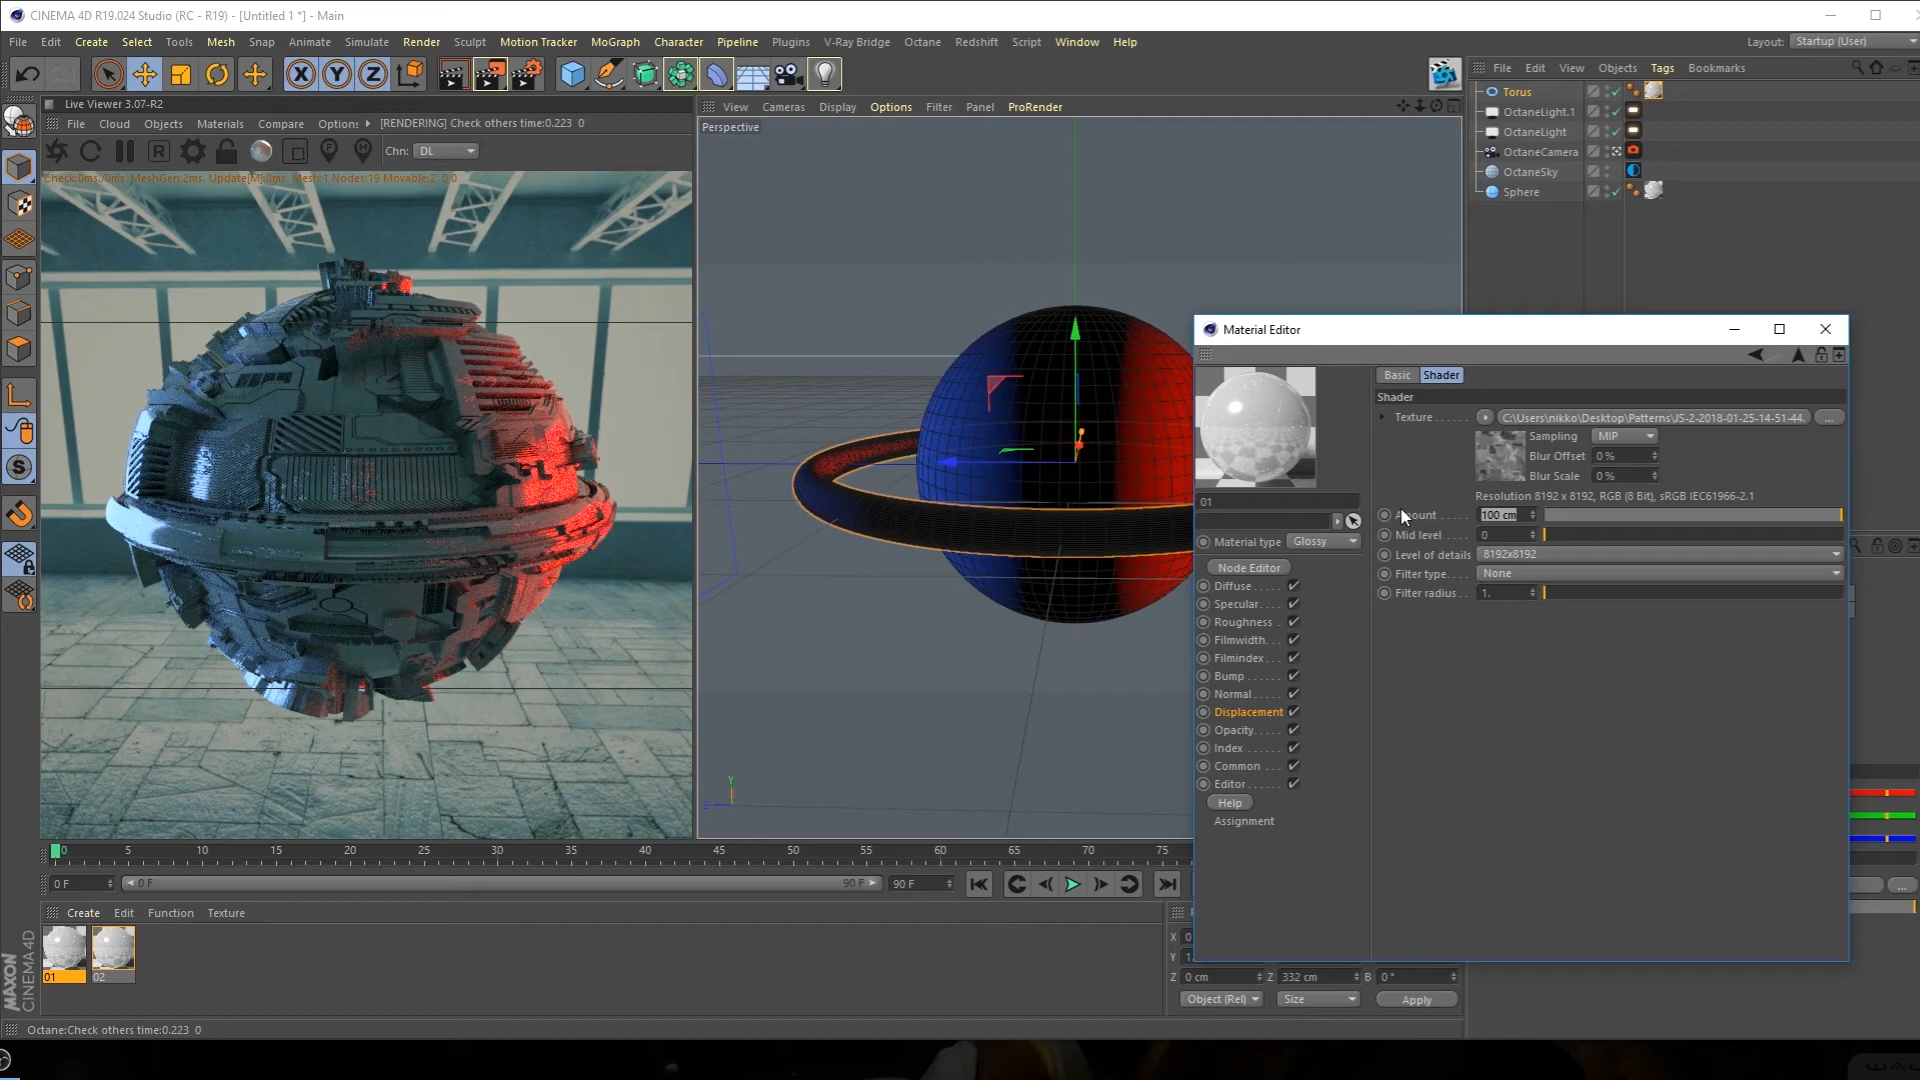 CINEMA 4D R19.024 Studio (RC - R19) - [Untitled 1 *] - Main
File Edit Create Select Tools Mesh Snap Animate Simulate Render Sculpt Motion Tracker MoGraph Character Pipeline Plugins V-Ray Bridge Octane Redshift Script Window Help Layout: Startup (User)
X Y Z
File Edit View Objects Tags Bookmarks
Live Viewer 3.07-R2
File Cloud Objects Materials Compare Options [RENDERING] Check others time:0.223 0
View Cameras Display Options Filter Panel ProRender
Perspective
Chn: DL
Check:0ms./0ms. MeshGen:2ms. Update[M]:0ms. Mesh:1 Nodes:19 Movable:2 0 0
Torus
OctaneLight.1
OctaneLight
OctaneCamera
OctaneSky
Sphere
Material Editor
Basic Shader
Shader
Texture C:\Users\nikko\Desktop\Patterns\JS-2-2018-01-25-14-51-44. ...
Sampling MIP
Blur Offset 0 %
Blur Scale 0 %
Resolution 8192 x 8192, RGB (8 Bit), sRGB IEC61966-2.1
Amount 100 cm
Mid level 0
Level of details 8192x8192
Filter type None
Filter radius 1.
01
Material type Glossy
Node Editor
Diffuse
Specular
Roughness
Filmwidth
Filmindex
Bump
Normal
Displacement
Opacity
Index
Common
Editor
Help
Assignment
Y
Z
0 5 10 15 20 25 30 35 40 45 50 55 60 65 70 75
0 F 0 F 90 F 90 F
Create Edit Function Texture
01 02
X 0
Y 1
Z 0 cm Z 332 cm B 0 °
Object (Rel) Size Apply
MAXON
CINEMA 4D
Octane:Check others time:0.223 0